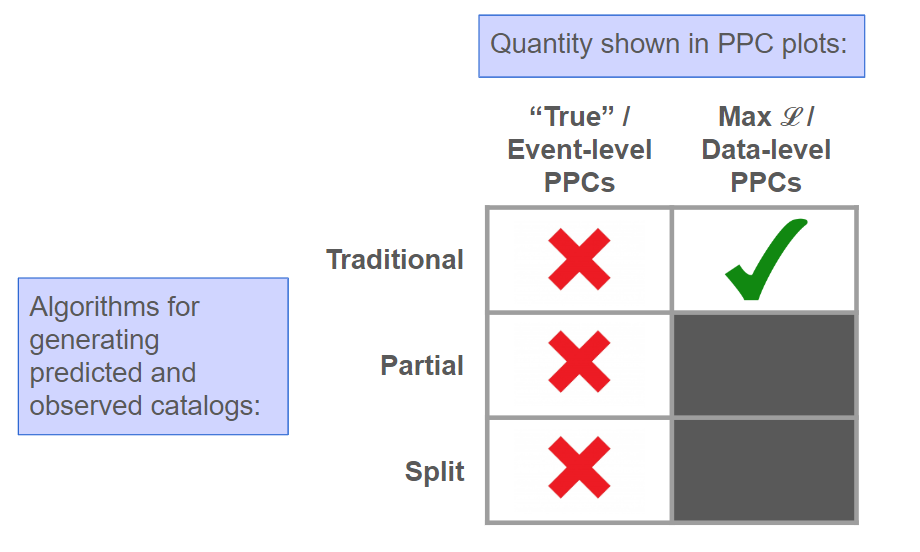 Quantity shown in PPC plots:
“True” /
Event-level
PPCs
Max ℒ /
Data-level
PPCs
Traditional
Algorithms for
generating
predicted and
observed catalogs:
Partial
Split